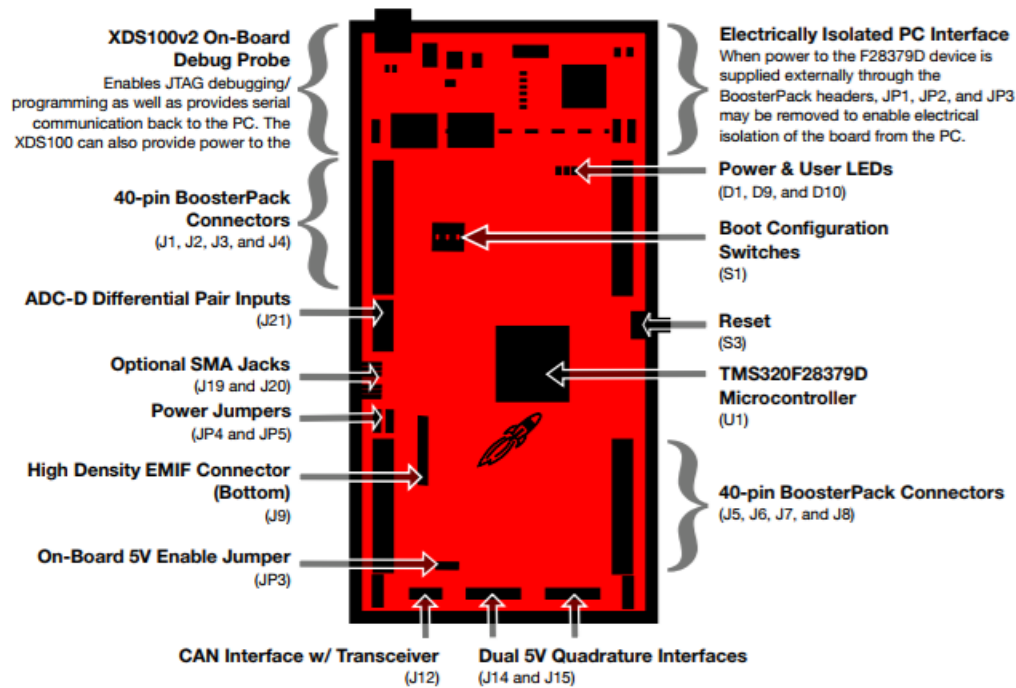 XDS100v2 On-Board
Debug Probe
Enables JTAG debugging/
programming as well as provides serial
communication back to the PC. The
XDS100 can also provide power to the
40-pin BoosterPack
Connectors
(J1, J2, J3, and J4)
ADC-D Differential Pair Inputs
(J21)
Optional SMA Jacks
(J19 and J20)
Power Jumpers
(JP4 and JP5)
High Density EMIF Connector
(Bottom)
(J9)
On-Board 5V Enable Jumper
(JP3)
CAN Interface w/ Transceiver
(J12)
Dual 5V Quadrature Interfaces
(J14 and J15)
Electrically Isolated PC Interface
When power to the F28379D device is
supplied externally through the
BoosterPack headers, JP1, JP2, and JP3
may be removed to enable electrical
isolation of the board from the PC.
Power & User LEDs
(D1, D9, and D10)
Boot Configuration
Switches
(S1)
Reset
(S3)
TMS320F28379D
Microcontroller
(U1)
40-pin BoosterPack Connectors
(J5, J6, J7, and J8)